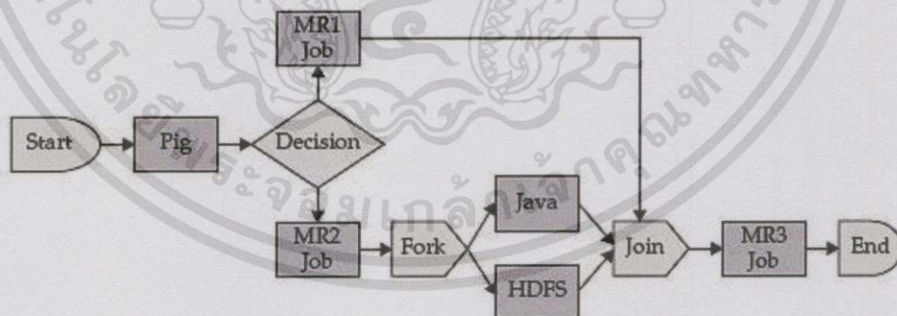 MR1
Job
Start
Pig
Decision
Java
MR2
Job
Fork
Join
MR3
Job
End
HDFS